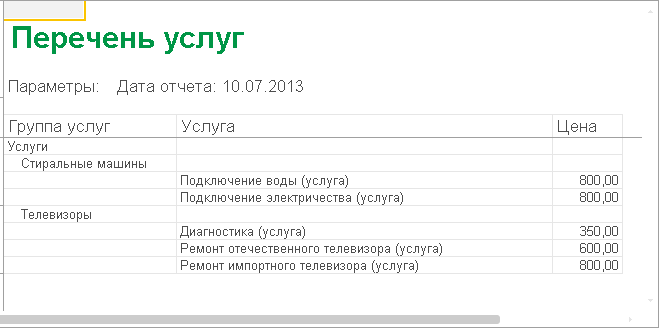 Перечень услуг
Параметры: Дата отчета: 10.07.2013
Группа услуг Услуга Цена
Услуги
Стиральные машины
Подключение воды (услуга) 800,00
Подключение электричества (услуга) 800,00
Телевизоры
Диагностика (услуга) 350,00
Ремонт отечественного телевизора (услуга) 600,00
Ремонт импортного телевизора (услуга) 800,00